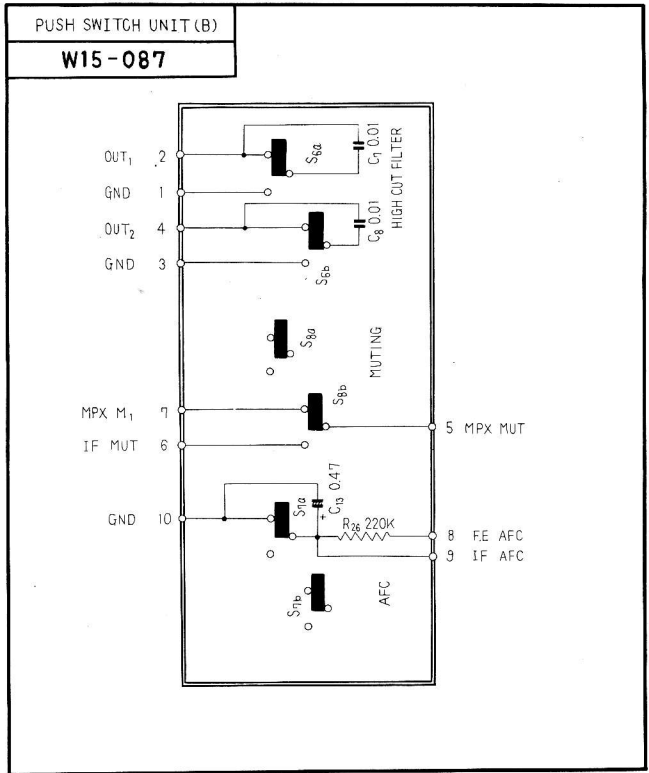 PUSH SWITCH UNIT (B)
W15-087
OUT₁ 2
GND 1
OUT₂ 4
GND 3
S6a
C7 0.01
HIGH CUT FILTER
C8 0.01
S6b
S8a
MUTING
S8b
MPX M₁ 7
IF MUT 6
5 MPX MUT
GND 10
S7a
+ C13 0.47
R26 220K
8 F.E AFC
9 IF AFC
S7b
AFC